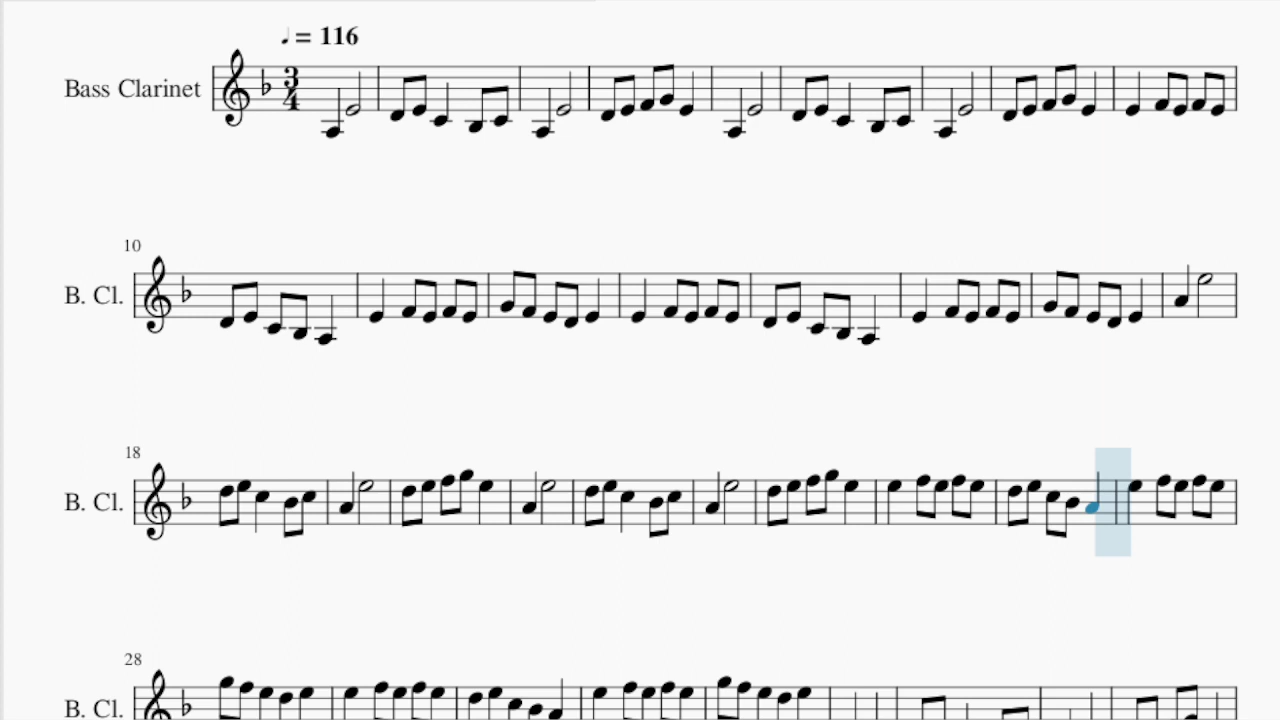 ♩ = 116
Bass Clarinet
3
4
10
B. Cl.
18
B. Cl.
28
B. Cl.